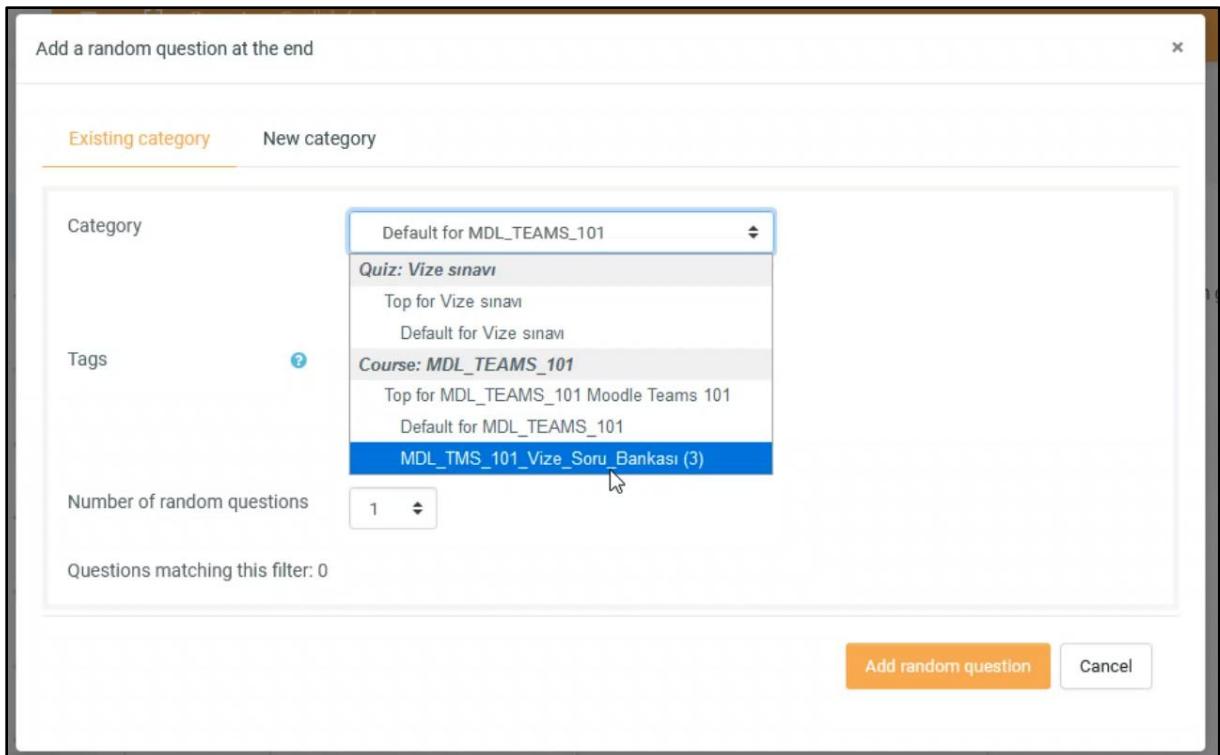 Add a random question at the end ×
Existing category New category
Category
Default for MDL_TEAMS_101
Quiz: Vize sınavı
Top for Vize sınavı
Default for Vize sınavı
Tags
Course: MDL_TEAMS_101
Top for MDL_TEAMS_101 Moodle Teams 101
Default for MDL_TEAMS_101
MDL_TMS_101_Vize_Soru_Bankası (3)
Number of random questions 1
Questions matching this filter: 0
Add random question Cancel